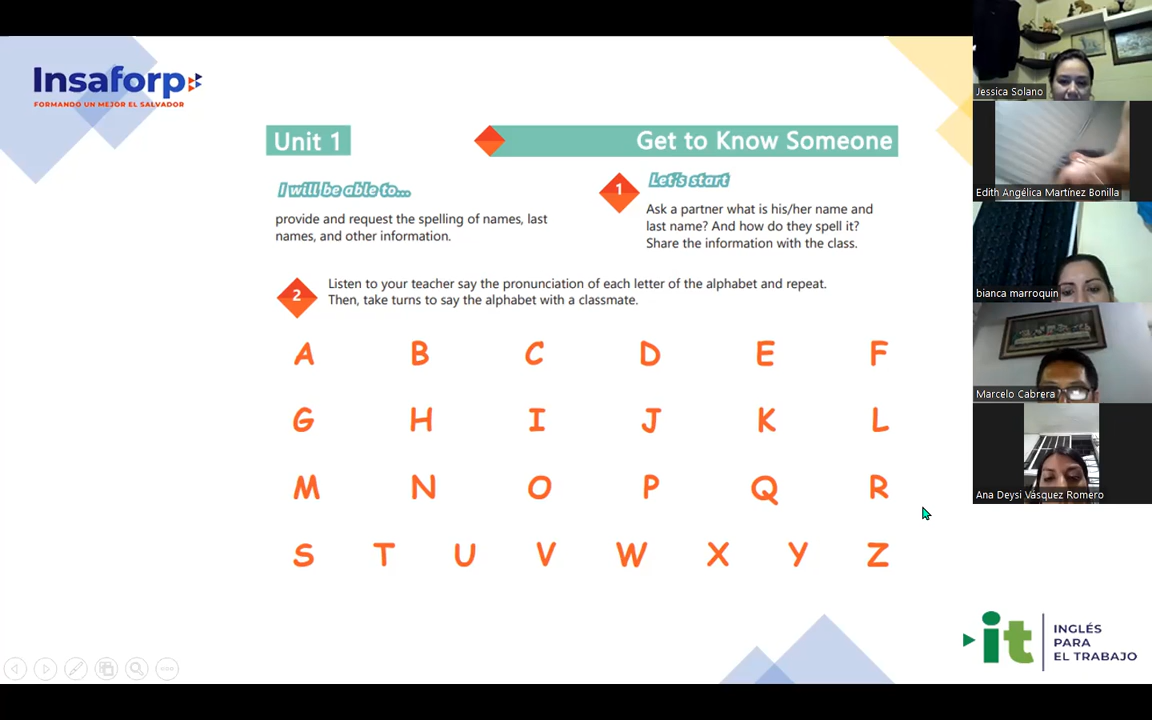 Insaforp
FORMANDO UN MEJOR EL SALVADOR
Unit 1
Get to Know Someone
I will be able to...
provide and request the spelling of names, last
names, and other information.
1
Let's start
Ask a partner what is his/her name and
last name? And how do they spell it?
Share the information with the class.
2
Listen to your teacher say the pronunciation of each letter of the alphabet and repeat.
Then, take turns to say the alphabet with a classmate.
A B C D E F
G H I J K L
M N O P Q R
S T U V W X Y Z
it
INGLÉS
PARA
EL TRABAJO
Jessica Solano
Edith Angélica Martínez Bonilla
bianca marroquin
Marcelo Cabrera
Ana Deysi Vásquez Romero